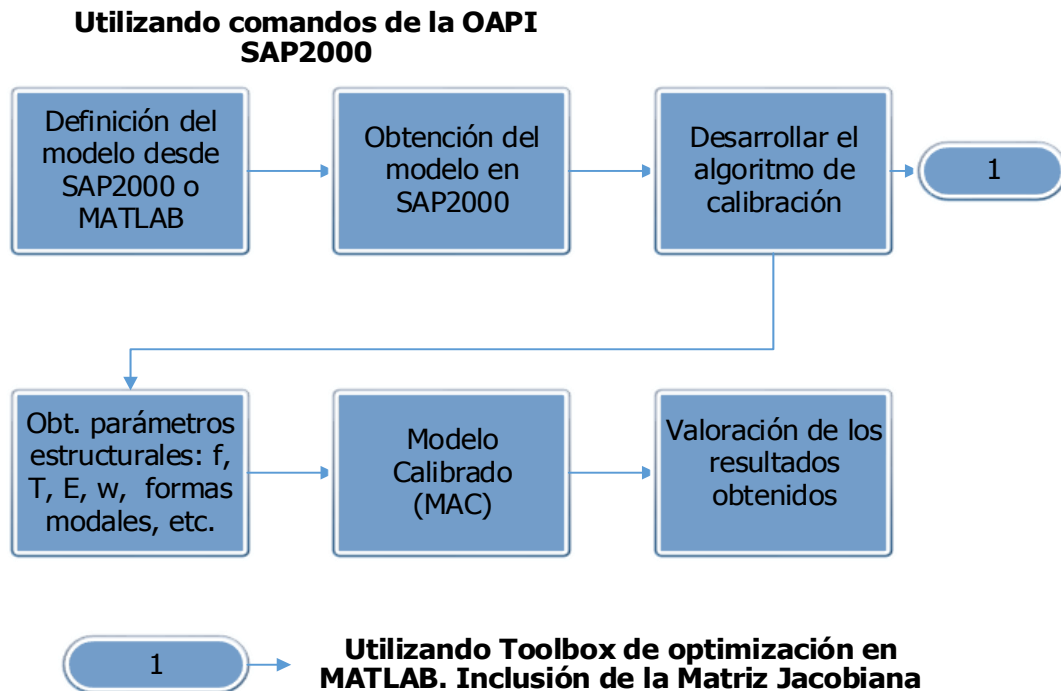 Utilizando comandos de la OAPI
SAP2000
Definición del
modelo desde
SAP2000 o
MATLAB
Obtención del
modelo en
SAP2000
Desarrollar el
algoritmo de
calibración
1
Obt. parámetros
estructurales: f,
T, E, w, formas
modales, etc.
Modelo
Calibrado
(MAC)
Valoración de los
resultados
obtenidos
1
Utilizando Toolbox de optimización en
MATLAB. Inclusión de la Matriz Jacobiana